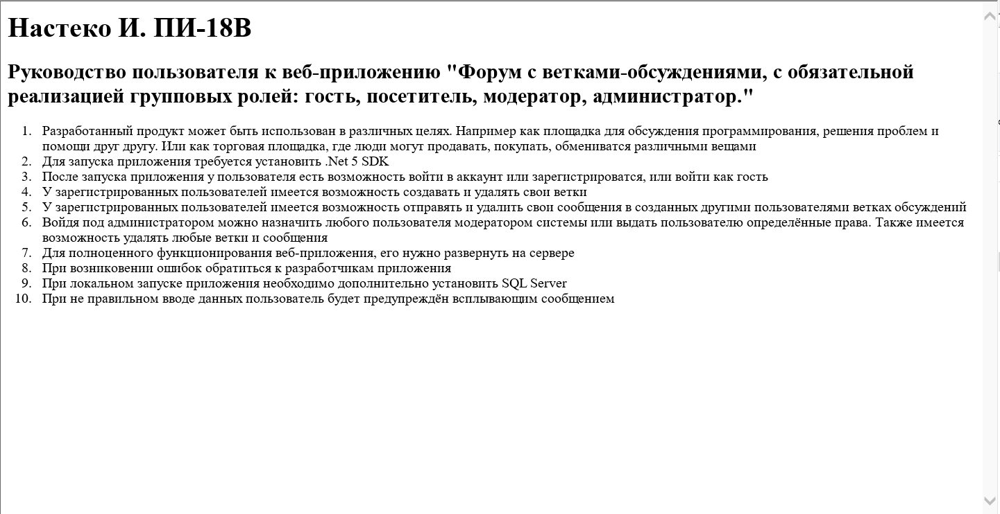 Настеко И. ПИ-18В
Руководство пользователя к веб-приложению "Форум с ветками-обсуждениями, с обязательной
реализацией групповых ролей: гость, посетитель, модератор, администратор."
1. Разработанный продукт может быть использован в различных целях. Например как площадка для обсуждения программирования, решения проблем и
помощи друг другу. Или как торговая площадка, где люди могут продавать, покупать, обмениватся различными вещами
2. Для запуска приложения требуется установить .Net 5 SDK
3. После запуска приложения у пользователя есть возможность войти в аккаунт или зарегистрироватся, или войти как гость
4. У зарегистрированных пользователей имеется возможность создавать и удалять свои ветки
5. У зарегистрированных пользователей имеется возможность отправять и удалить свои сообщения в созданных другими пользователями ветках обсуждений
6. Войдя под администратором можно назначить любого пользователя модератором системы или выдать пользователю определённые права. Также имеется
возможность удалять любые ветки и сообщения
7. Для полноценного функционирования веб-приложения, его нужно развернуть на сервере
8. При возниковении ошибок обратиться к разработчикам приложения
9. При локальном запуске приложения необходимо дополнительно установить SQL Server
10. При не правильном вводе данных пользователь будет предупреждён всплывающим сообщением